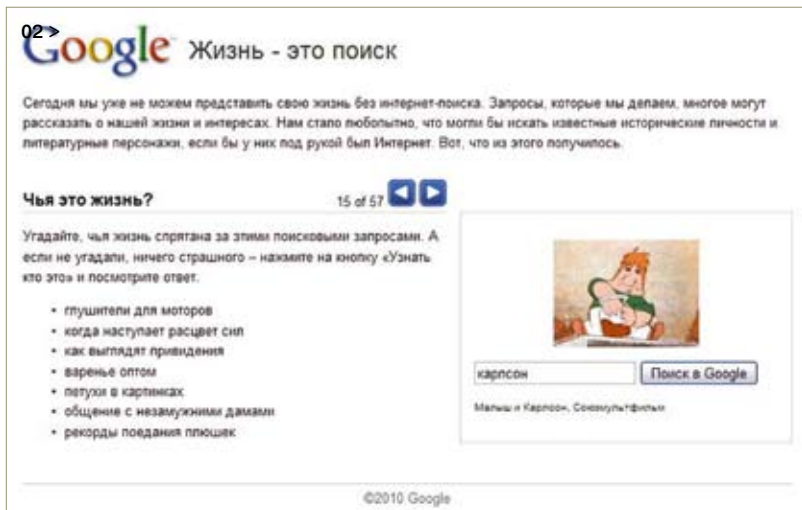 02 >
Google Жизнь - это поиск
Сегодня мы уже не можем представить свою жизнь без интернет-поиска. Запросы, которые мы делаем, многое могут
рассказать о нашей жизни и интересах. Нам стало любопытно, что могли бы искать известные исторические личности и
литературные персонажи, если бы у них под рукой был Интернет. Вот, что из этого получилось.
Чья это жизнь?
15 of 57
Угадайте, чья жизнь спрятана за этими поисковыми запросами. А
если не угадали, ничего страшного – нажмите на кнопку «Узнать
кто это» и посмотрите ответ.
• глушители для моторов
• когда наступает расцвет сил
• как выглядят привидения
• варенье оптом
• петухи в картинках
• общение с незамужними дамами
• рекорды поедания плюшек
карлсон
Поиск в Google
Малыш и Карлсон, Союзмультфильм
©2010 Google